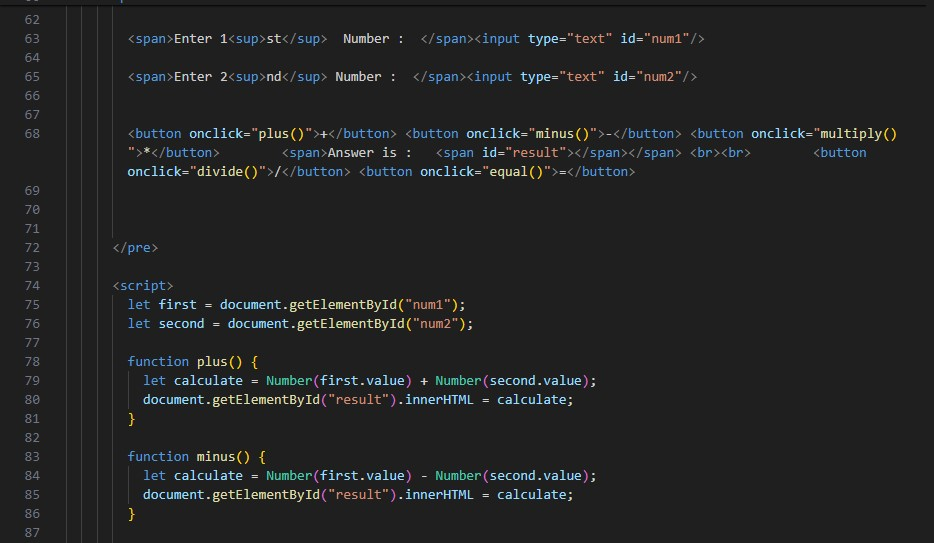 62
63 <span>Enter 1<sup>st</sup>  Number :  </span><input type="text" id="num1"/>
64
65 <span>Enter 2<sup>nd</sup> Number :  </span><input type="text" id="num2"/>
66
67
68 <button onclick="plus()">+</button> <button onclick="minus()">-</button> <button onclick="multiply()
">*</button>        <span>Answer is :   <span id="result"></span></span> <br><br>        <button
onclick="divide()">/</button> <button onclick="equal()">=</button>
69
70
71
72 </pre>
73
74 <script>
75 let first = document.getElementById("num1");
76 let second = document.getElementById("num2");
77
78 function plus() {
79 let calculate = Number(first.value) + Number(second.value);
80 document.getElementById("result").innerHTML = calculate;
81 }
82
83 function minus() {
84 let calculate = Number(first.value) - Number(second.value);
85 document.getElementById("result").innerHTML = calculate;
86 }
87